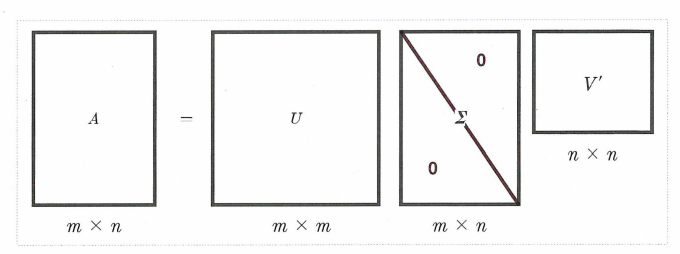 0
A = U Σ V′
0
n × n
m × n m × m m × n